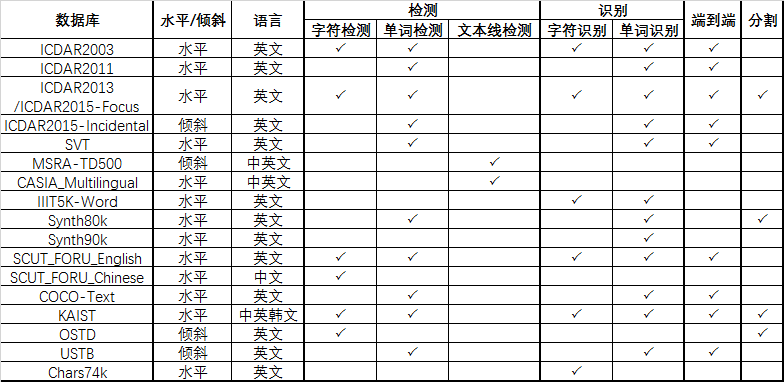 数据库 水平/倾斜 语言 检测 识别 端到端 分割
字符检测 单词检测 文本线检测 字符识别 单词识别
ICDAR2003 水平 英文 ✓ ✓ ✓ ✓ ✓
ICDAR2011 水平 英文 ✓ ✓ ✓
ICDAR2013
/ICDAR2015-Focus 水平 英文 ✓ ✓ ✓ ✓ ✓ ✓
ICDAR2015-Incidental 倾斜 英文 ✓ ✓ ✓
SVT 水平 英文 ✓ ✓ ✓
MSRA-TD500 倾斜 中英文 ✓
CASIA_Multilingual 水平 中英文 ✓
IIIT5K-Word 水平 英文 ✓ ✓
Synth80k 水平 英文 ✓ ✓ ✓
Synth90k 水平 英文 ✓
SCUT_FORU_English 水平 英文 ✓ ✓ ✓ ✓ ✓
SCUT_FORU_Chinese 水平 中文 ✓
COCO-Text 水平 英文 ✓ ✓ ✓
KAIST 水平 中英韩文 ✓ ✓ ✓ ✓ ✓ ✓
OSTD 倾斜 英文 ✓ ✓
USTB 倾斜 英文 ✓ ✓ ✓
Chars74k 水平 英文 ✓